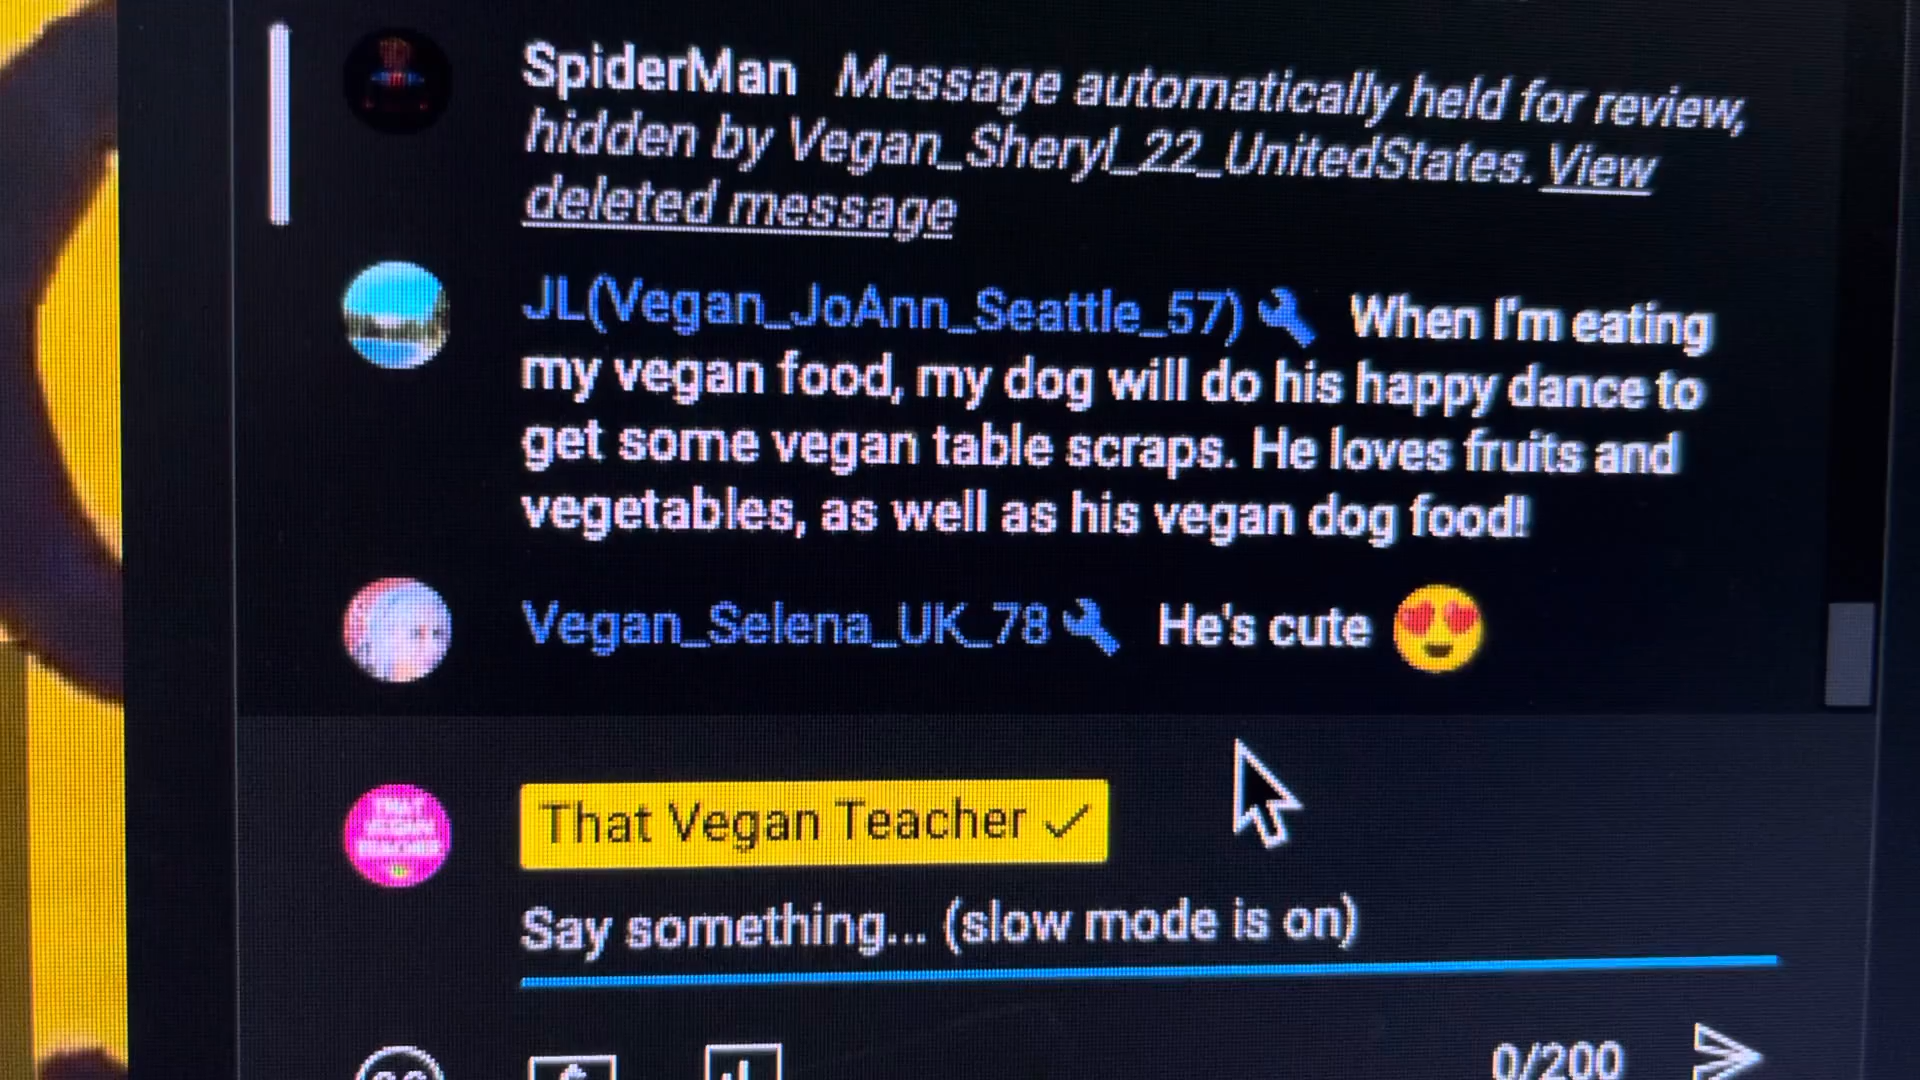 SpiderMan Message automatically held for review,
hidden by Vegan_Sheryl_22_UnitedStates. View
deleted message
JL(Vegan_JoAnn_Seattle_57) When I'm eating
my vegan food, my dog will do his happy dance to
get some vegan table scraps. He loves fruits and
vegetables, as well as his vegan dog food!
Vegan_Selena_UK_78 He's cute 😍
THAT
VEGAN
TEACHER
That Vegan Teacher ✓
Say something... (slow mode is on)
0/200